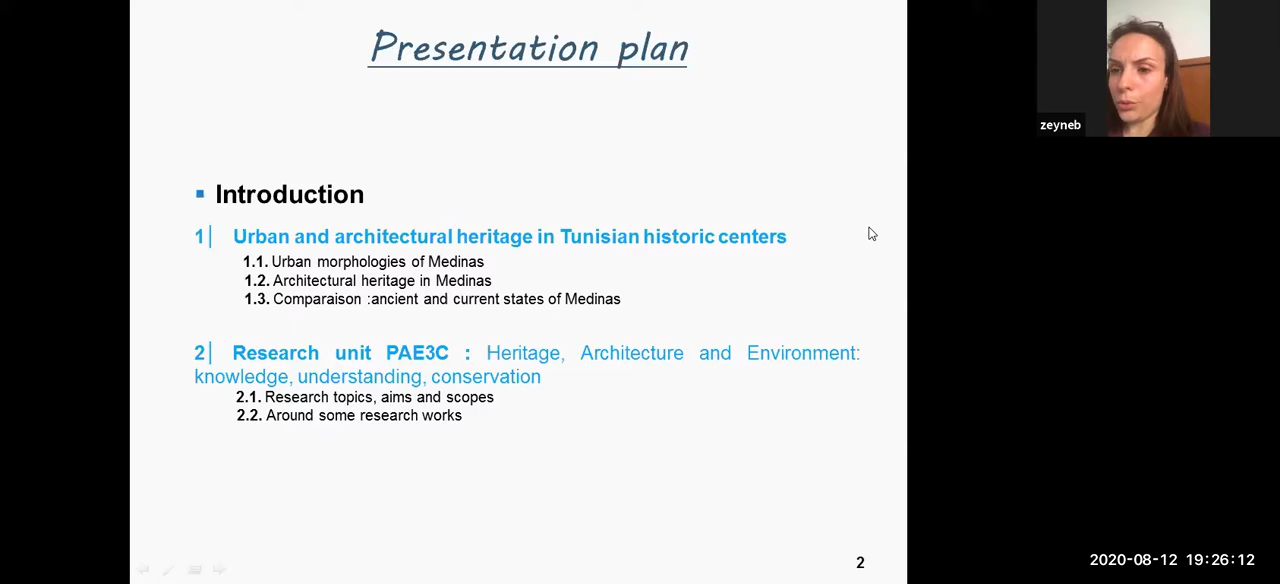 Presentation plan
zeyneb
▪ Introduction
1| Urban and architectural heritage in Tunisian historic centers
1.1. Urban morphologies of Medinas
1.2. Architectural heritage in Medinas
1.3. Comparaison :ancient and current states of Medinas
2| Research unit PAE3C : Heritage, Architecture and Environment:
knowledge, understanding, conservation
2.1. Research topics, aims and scopes
2.2. Around some research works
2
2020-08-12 19:26:12